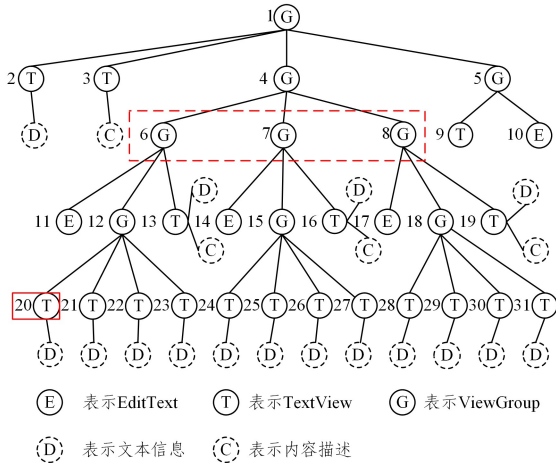 1 G
2 T 3 T 4 G 5 G
D C 6 G 7 G 8 G 9 T 10 E
D D D
11 E 12 G 13 T 14 E 15 G 16 T 17 E 18 G 19 T
C C C
20 T 21 T 22 T 23 T 24 T 25 T 26 T 27 T 28 T 29 T 30 T 31 T
D D D D D D D D D D D D
E 表示EditText T 表示TextView G 表示ViewGroup
D 表示文本信息 C 表示内容描述